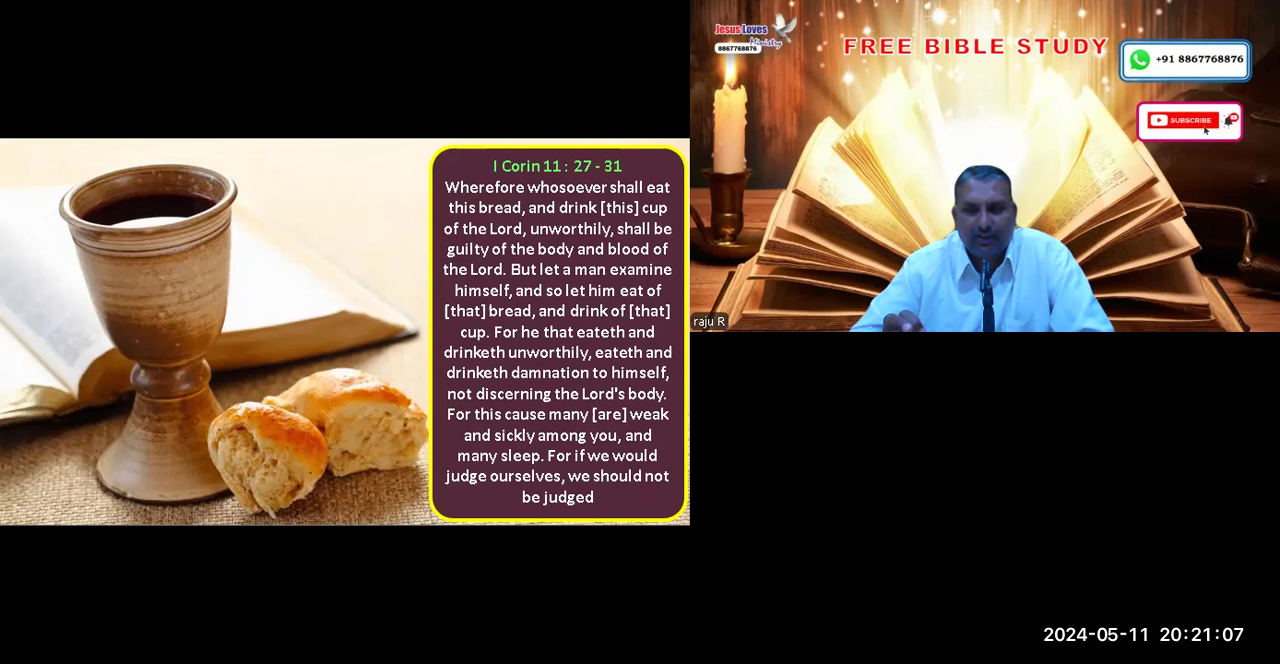 I Corin 11 : 27 - 31
Wherefore whosoever shall eat
this bread, and drink [this] cup
of the Lord, unworthily, shall be
guilty of the body and blood of
the Lord. But let a man examine
himself, and so let him eat of
[that] bread, and drink of [that]
cup. For he that eateth and
drinketh unworthily, eateth and
drinketh damnation to himself,
not discerning the Lord's body.
For this cause many [are] weak
and sickly among you, and
many sleep. For if we would
judge ourselves, we should not
be judged
Jesus Loves
Ministry
8867768876
FREE BIBLE STUDY
+91 8867768876
SUBSCRIBE
raju R
2024-05-11 20:21:07